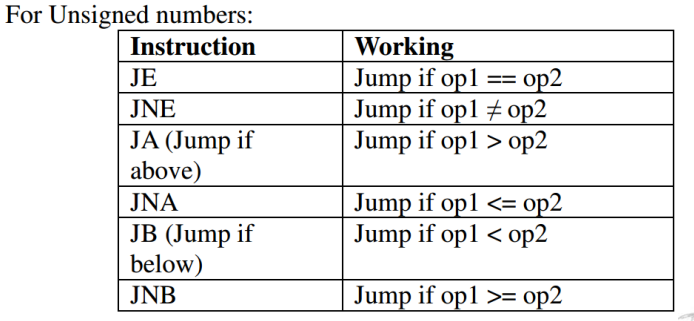 For Unsigned numbers:
Instruction Working
JE Jump if op1 == op2
JNE Jump if op1 ≠ op2
JA (Jump if above) Jump if op1 > op2
JNA Jump if op1 <= op2
JB (Jump if below) Jump if op1 < op2
JNB Jump if op1 >= op2